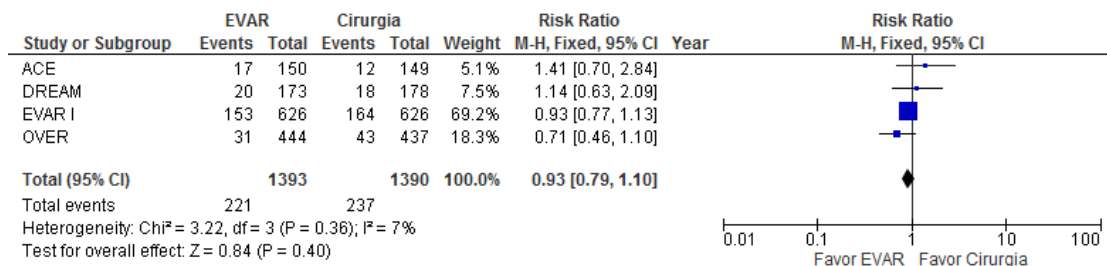 EVAR Cirurgia Risk Ratio Risk Ratio
Study or Subgroup Events Total Events Total Weight M-H, Fixed, 95% CI Year M-H, Fixed, 95% CI
ACE 17 150 12 149 5.1% 1.41 [0.70, 2.84]
DREAM 20 173 18 178 7.5% 1.14 [0.63, 2.09]
EVAR I 153 626 164 626 69.2% 0.93 [0.77, 1.13]
OVER 31 444 43 437 18.3% 0.71 [0.46, 1.10]
Total (95% CI) 1393 1390 100.0% 0.93 [0.79, 1.10]
Total events 221 237
Heterogeneity: Chi² = 3.22, df = 3 (P = 0.36); I² = 7%
Test for overall effect: Z = 0.84 (P = 0.40)
0.01 0.1 1 10 100
Favor EVAR Favor Cirurgia